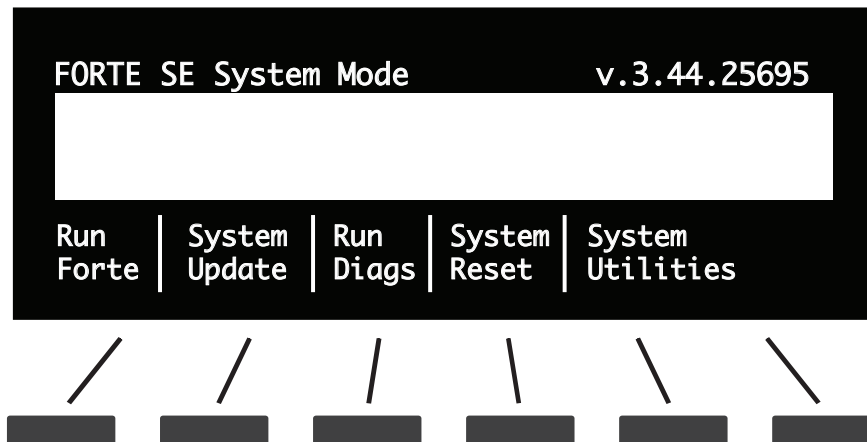 FORTE SE System Mode v.3.44.25695
Run System Run System System
Forte Update Diags Reset Utilities